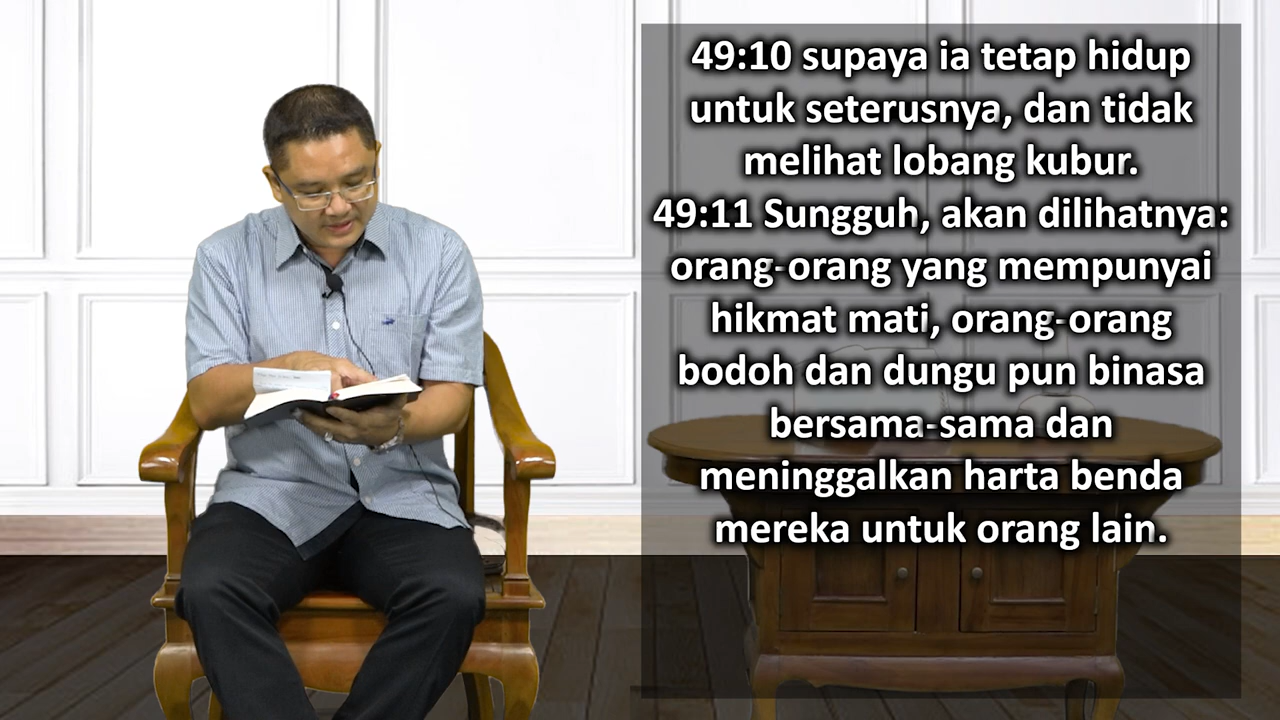 49:10 supaya ia tetap hidup
untuk seterusnya, dan tidak
melihat lobang kubur.
49:11 Sungguh, akan dilihatnya:
orang-orang yang mempunyai
hikmat mati, orang-orang
bodoh dan dungu pun binasa
bersama-sama dan
meninggalkan harta benda
mereka untuk orang lain.